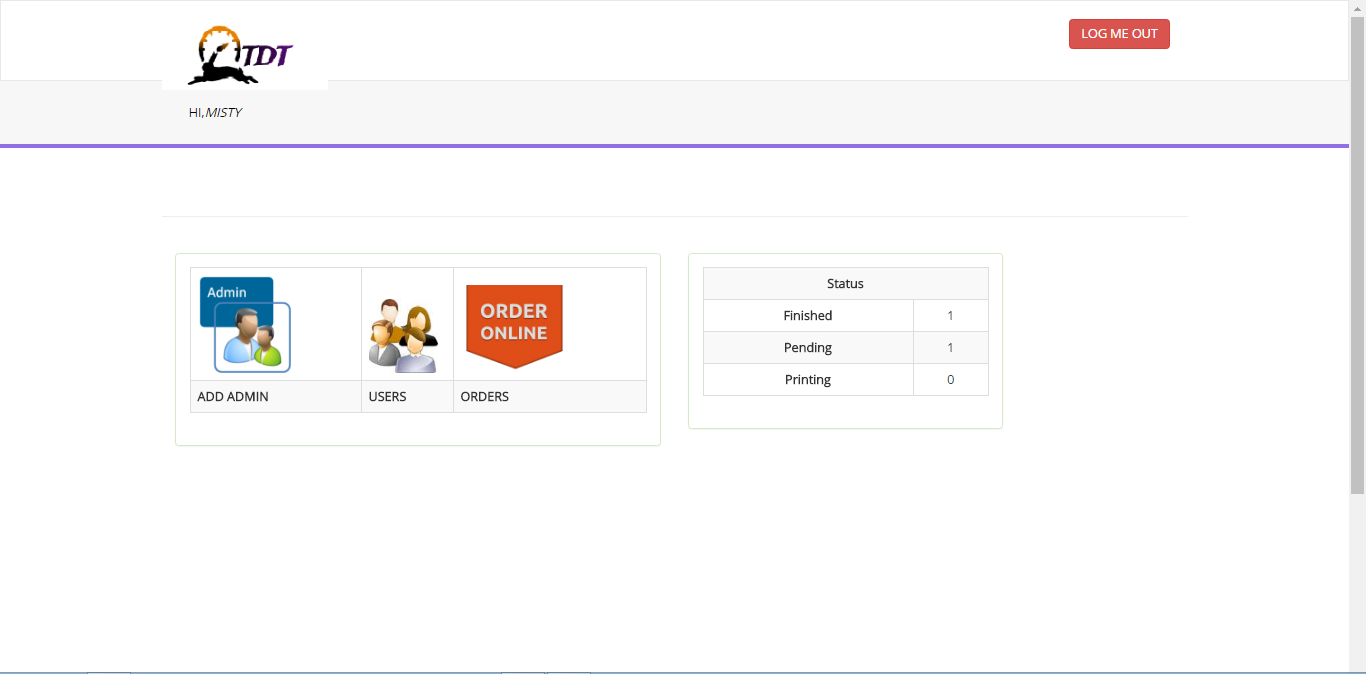 TDT
LOG ME OUT
HI,MISTY
Admin
ORDER
ONLINE
ADD ADMIN USERS ORDERS
Status
Finished 1
Pending 1
Printing 0